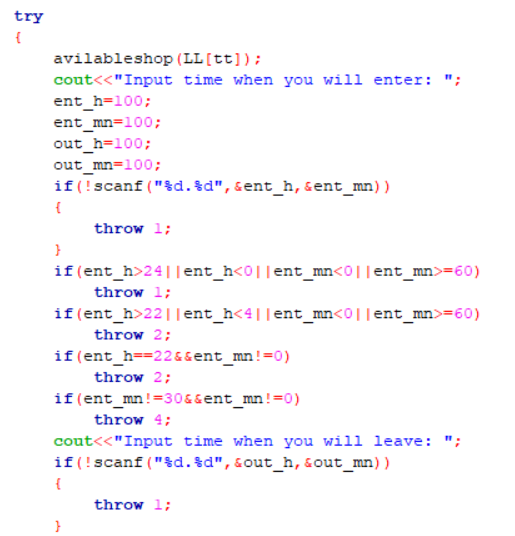 try
{
    avilableshop(LL[tt]);
    cout<<"Input time when you will enter: ";
    ent_h=100;
    ent_mn=100;
    out_h=100;
    out_mn=100;
    if(!scanf("%d.%d",&ent_h,&ent_mn))
    {
        throw 1;
    }
    if(ent_h>24||ent_h<0||ent_mn<0||ent_mn>=60)
        throw 1;
    if(ent_h>22||ent_h<4||ent_mn<0||ent_mn>=60)
        throw 2;
    if(ent_h==22&&ent_mn!=0)
        throw 2;
    if(ent_mn!=30&&ent_mn!=0)
        throw 4;
    cout<<"Input time when you will leave: ";
    if(!scanf("%d.%d",&out_h,&out_mn))
    {
        throw 1;
    }